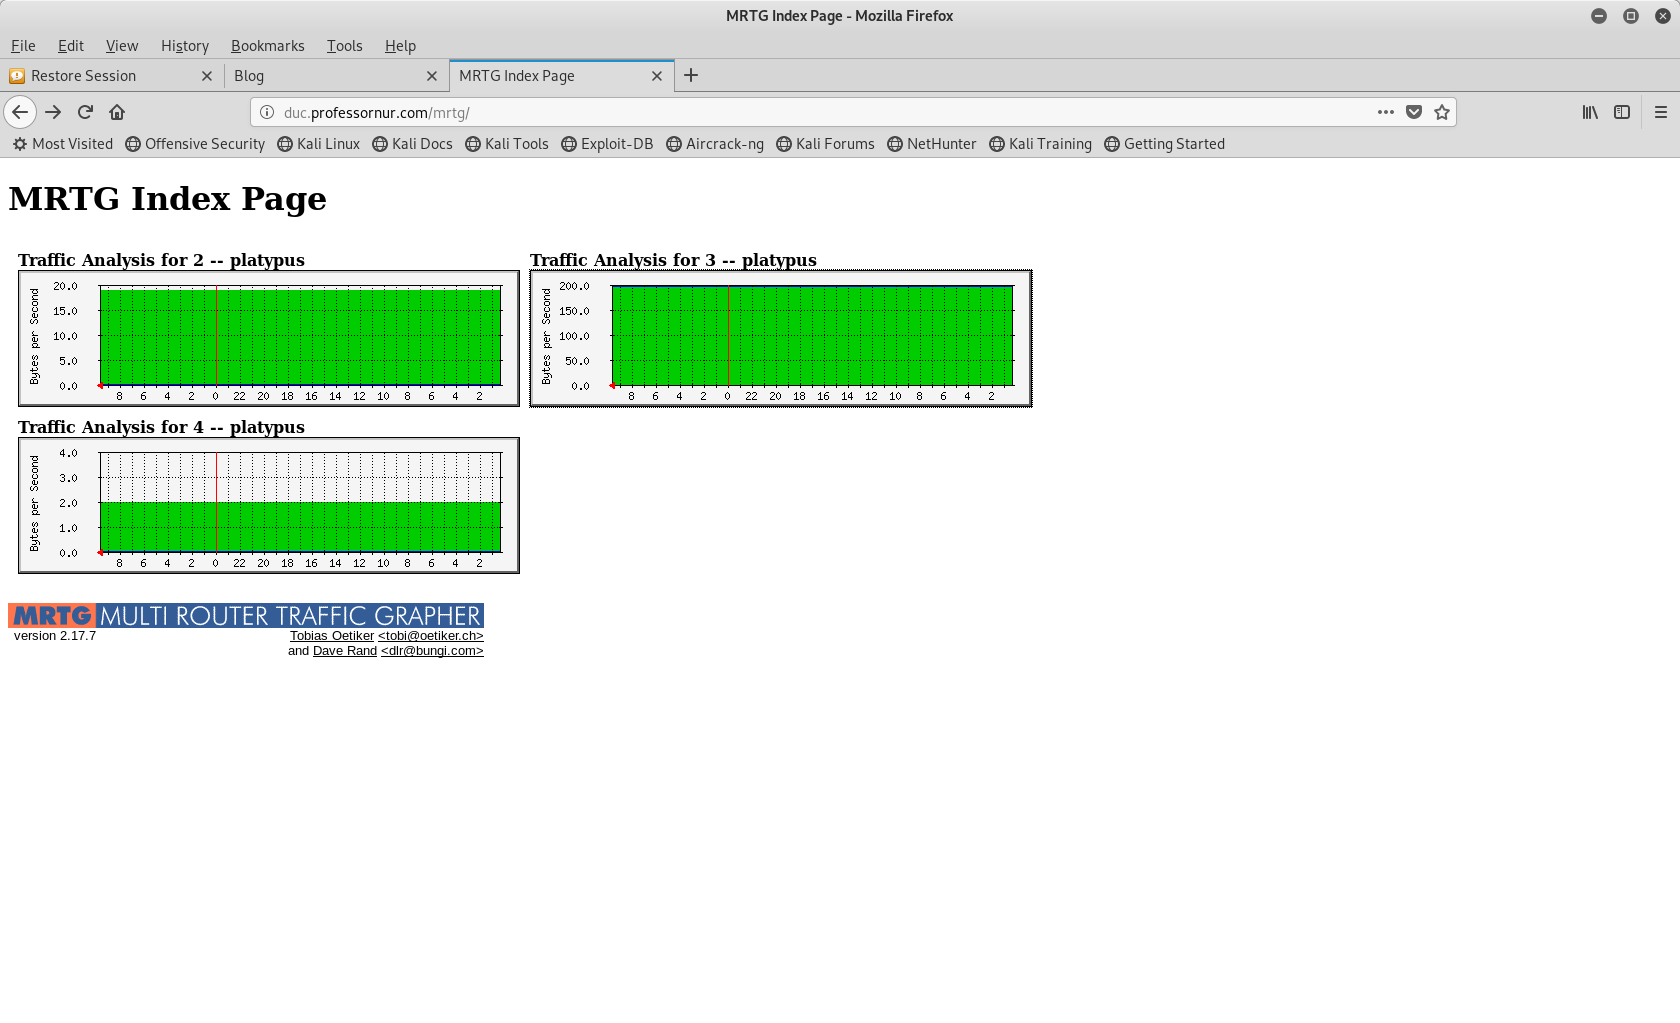 MRTG Index Page - Mozilla Firefox
File Edit View History Bookmarks Tools Help
Restore Session Blog MRTG Index Page
duc.professornur.com/mrtg/
Most Visited Offensive Security Kali Linux Kali Docs Kali Tools Exploit-DB Aircrack-ng Kali Forums NetHunter Kali Training Getting Started
MRTG Index Page
Traffic Analysis for 2 -- platypus
Bytes per Second
20.0
15.0
10.0
5.0
0.0
8 6 4 2 0 22 20 18 16 14 12 10 8 6 4 2
Traffic Analysis for 3 -- platypus
Bytes per Second
200.0
150.0
100.0
50.0
0.0
8 6 4 2 0 22 20 18 16 14 12 10 8 6 4 2
Traffic Analysis for 4 -- platypus
Bytes per Second
4.0
3.0
2.0
1.0
0.0
8 6 4 2 0 22 20 18 16 14 12 10 8 6 4 2
MRTG MULTI ROUTER TRAFFIC GRAPHER
version 2.17.7 Tobias Oetiker <tobi@oetiker.ch>
and Dave Rand <dlr@bungi.com>